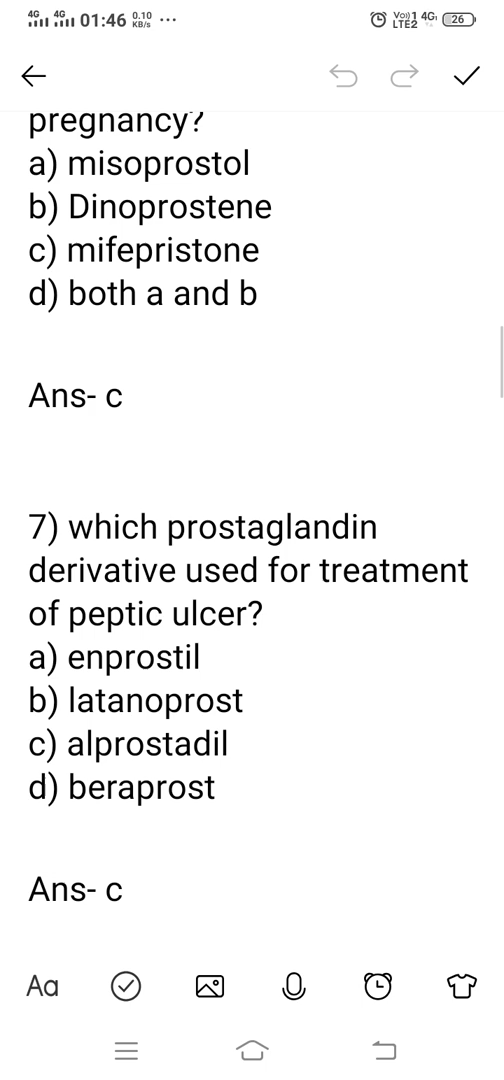 4G 4G 01:46 0.10 KB/s ... Vo)) 1 4G LTE2 26
pregnancy?
a) misoprostol
b) Dinoprostene
c) mifepristone
d) both a and b
Ans- c
7) which prostaglandin
derivative used for treatment
of peptic ulcer?
a) enprostil
b) latanoprost
c) alprostadil
d) beraprost
Ans- c
Aa